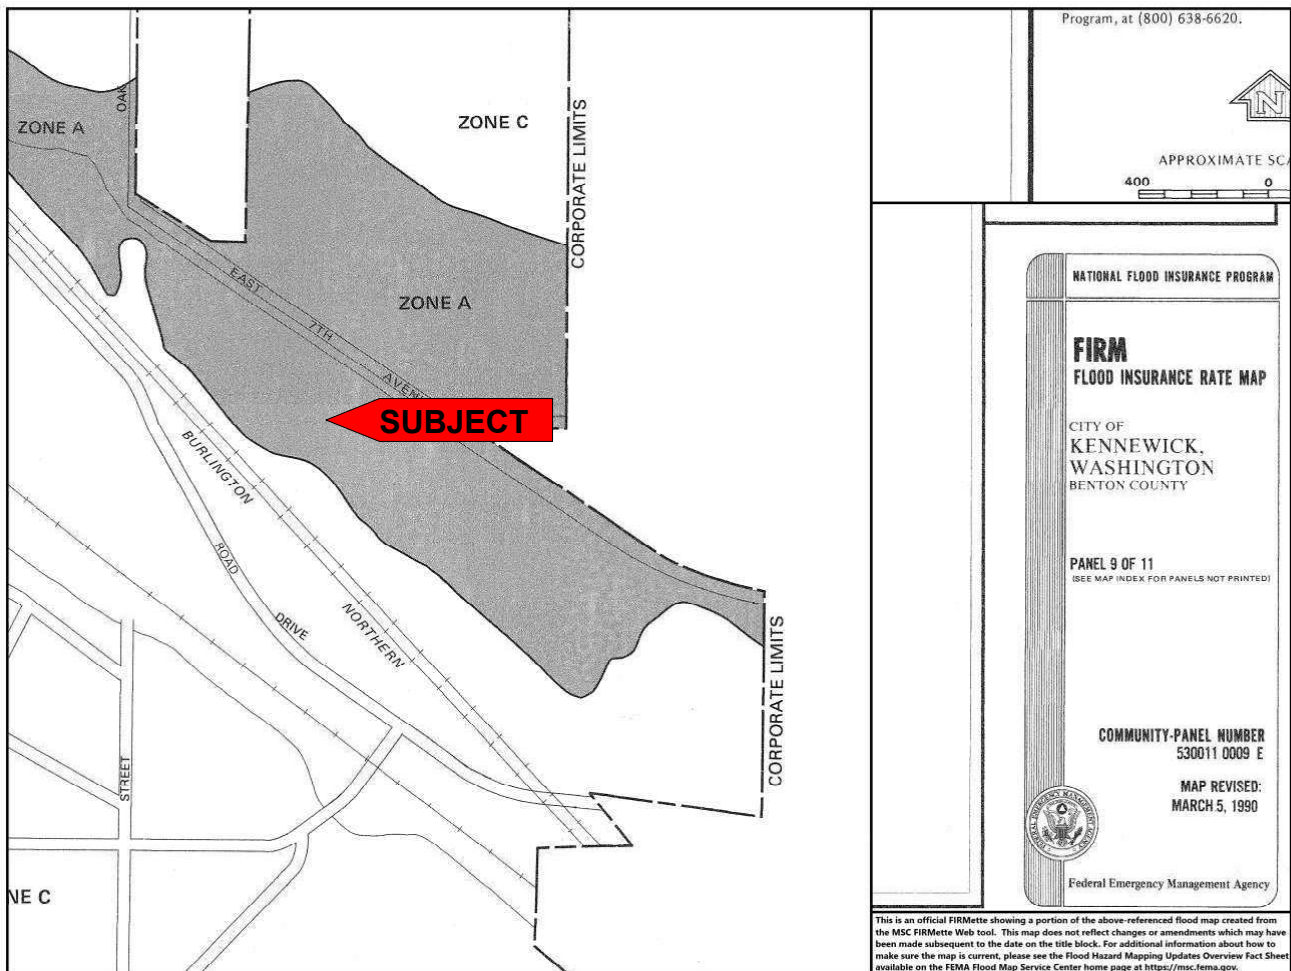 OAK
ZONE A
ZONE C
CORPORATE LIMITS
EAST
7TH
ZONE A
SUBJECT
BURLINGTON
NORTHERN
ROAD
DRIVE
STREET
CORPORATE LIMITS
NE C
Program, at (800) 638-6620.
N
APPROXIMATE SCA
400 0
NATIONAL FLOOD INSURANCE PROGRAM
FIRM
FLOOD INSURANCE RATE MAP
CITY OF
KENNEWICK,
WASHINGTON
BENTON COUNTY
PANEL 9 OF 11
(SEE MAP INDEX FOR PANELS NOT PRINTED)
COMMUNITY-PANEL NUMBER
530011 0009 E
MAP REVISED:
MARCH 5, 1990
Federal Emergency Management Agency
This is an official FIRMette showing a portion of the above-referenced flood map created from
the MSC FIRMette Web tool. This map does not reflect changes or amendments which may have
been made subsequent to the date on the title block. For additional information about how to
make sure the map is current, please see the Flood Hazard Mapping Updates Overview Fact Sheet
available on the FEMA Flood Map Service Center home page at https://msc.fema.gov.